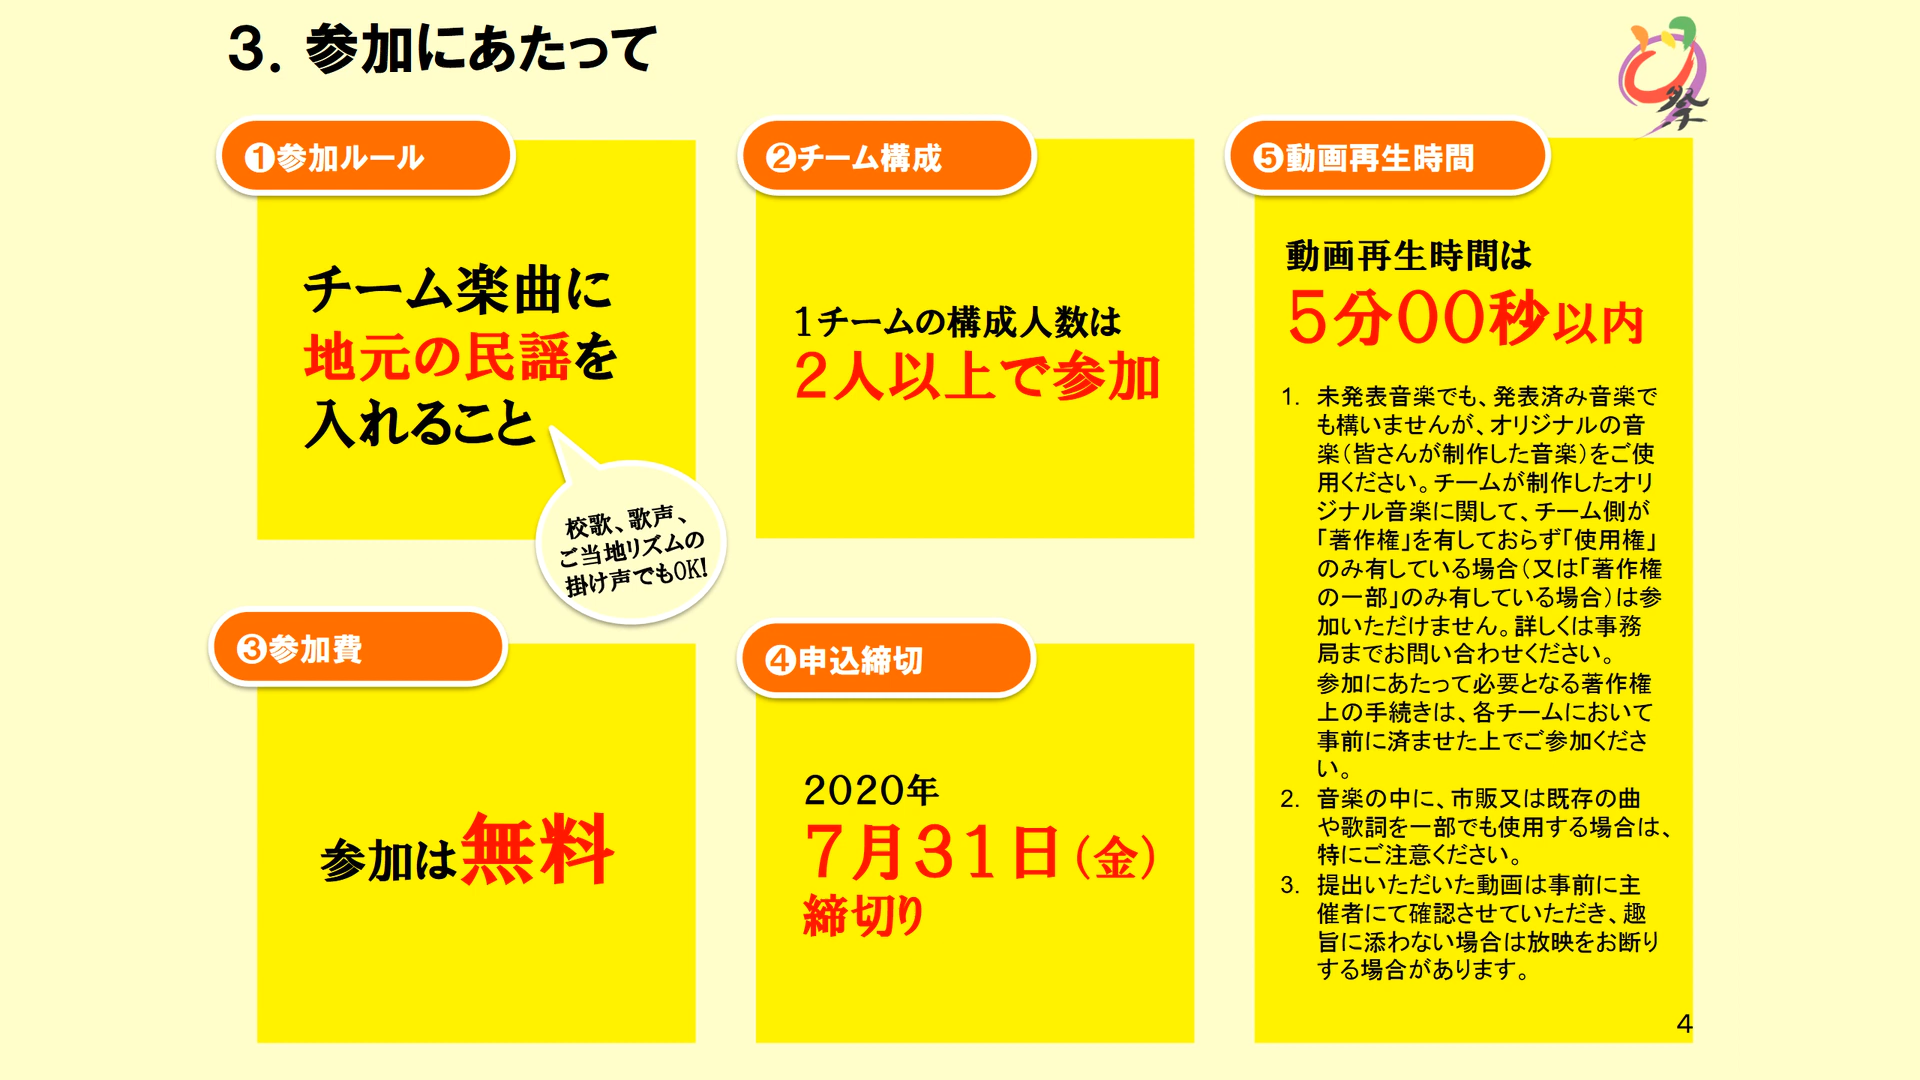 3. 参加にあたって
祭
❶参加ルール
チーム楽曲に
地元の民謡を
入れること
校歌、歌声、
ご当地リズムの
掛け声でもOK!
❷チーム構成
1チームの構成人数は
2人以上で参加
❸参加費
参加は無料
❹申込締切
2020年
7月31日（金）
締切り
❺動画再生時間
動画再生時間は
5分00秒以内
1. 未発表音楽でも、発表済み音楽で
も構いませんが、オリジナルの音
楽（皆さんが制作した音楽）をご使
用ください。チームが制作したオリ
ジナル音楽に関して、チーム側が
「著作権」を有しておらず「使用権」
のみ有している場合（又は「著作権
の一部」のみ有している場合）は参
加いただけません。詳しくは事務
局までお問い合わせください。
参加にあたって必要となる著作権
上の手続きは、各チームにおいて
事前に済ませた上でご参加くださ
い。
2. 音楽の中に、市販又は既存の曲
や歌詞を一部でも使用する場合は、
特にご注意ください。
3. 提出いただいた動画は事前に主
催者にて確認させていただき、趣
旨に添わない場合は放映をお断り
する場合があります。
4